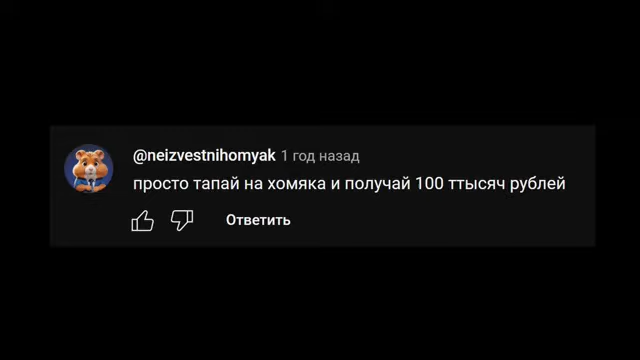 @neizvestnihomyak 1 год назад
просто тапай на хомяка и получай 100 ттысяч рублей
Ответить